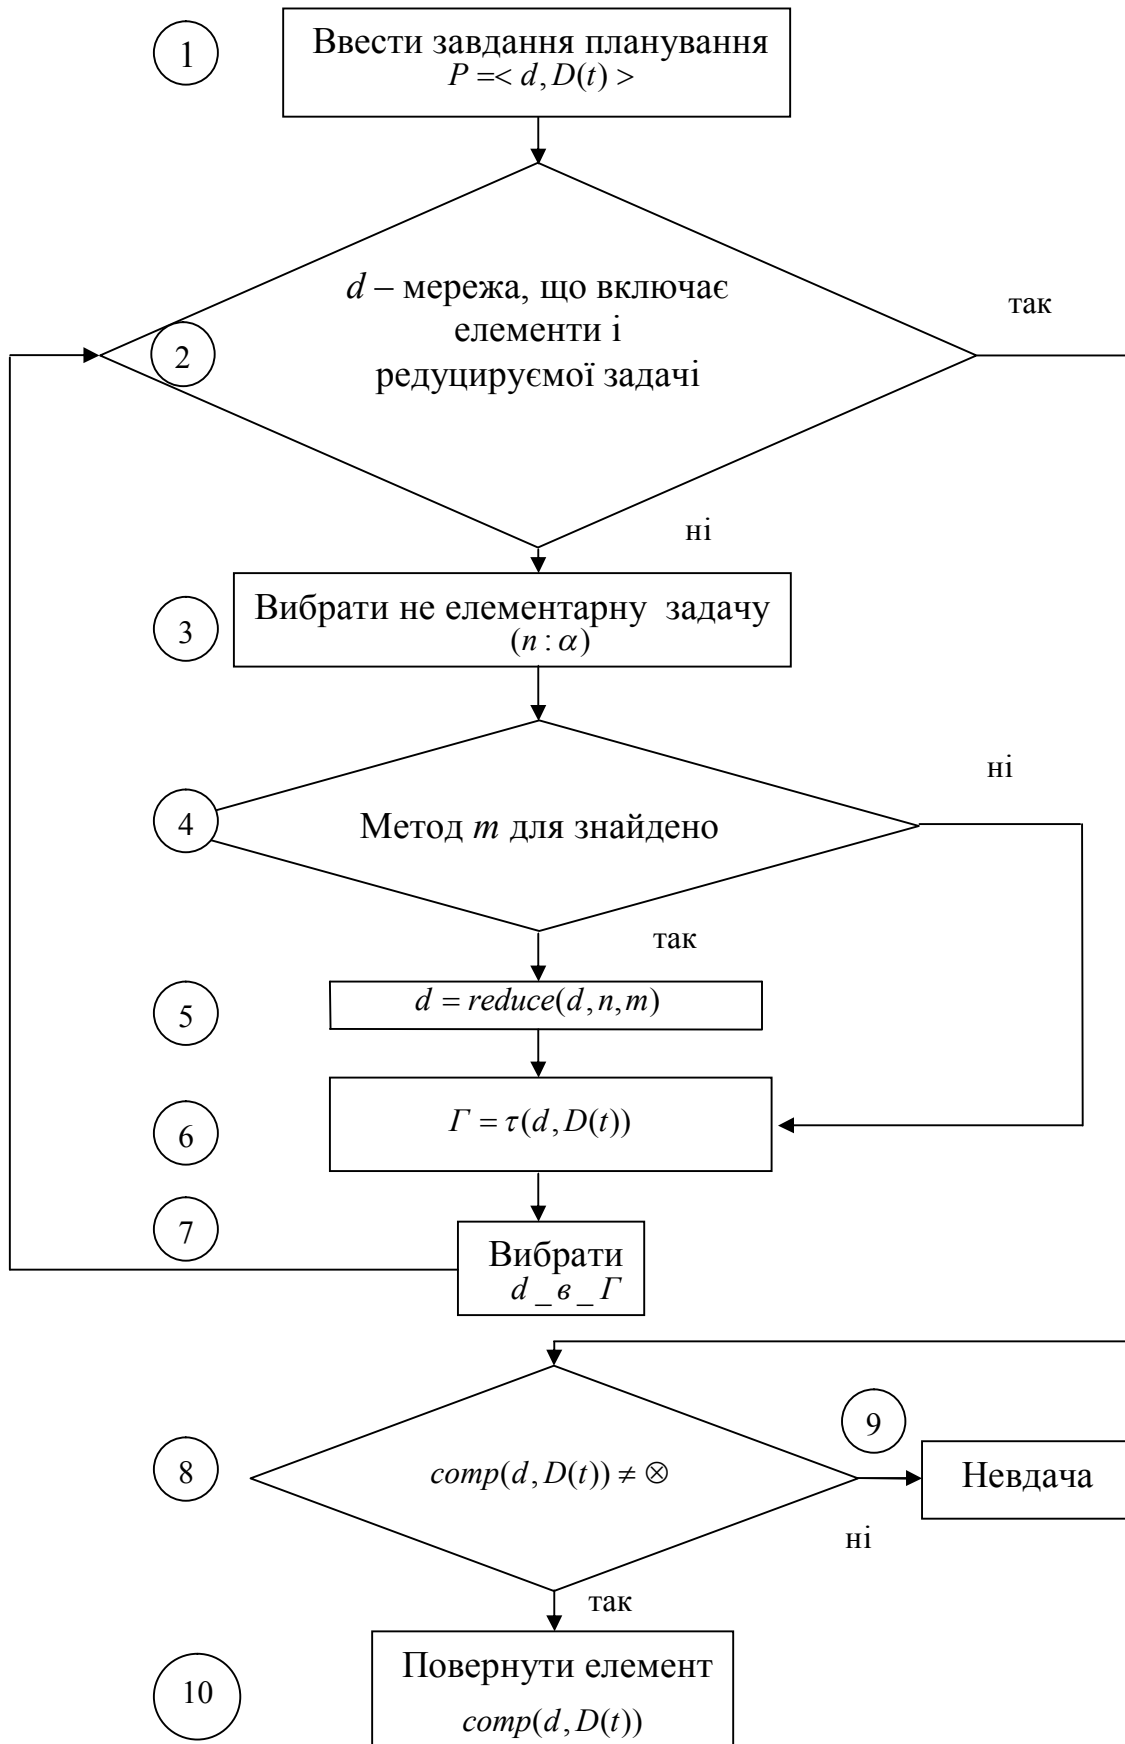 1
Ввести завдання планування
P =< d, D(t) >
d – мережа, що включає
елементи і
редуцируємої задачі
2
так
ні
3
Вибрати не елементарну задачу
(n : α)
4
Метод m для знайдено
ні
так
5
d = reduce(d, n, m)
6
Γ = τ(d, D(t))
7
Вибрати
d _ в _ Γ
8
comp(d, D(t)) ≠ ⊗
9
Невдача
ні
так
10
Повернути елемент
comp(d, D(t))